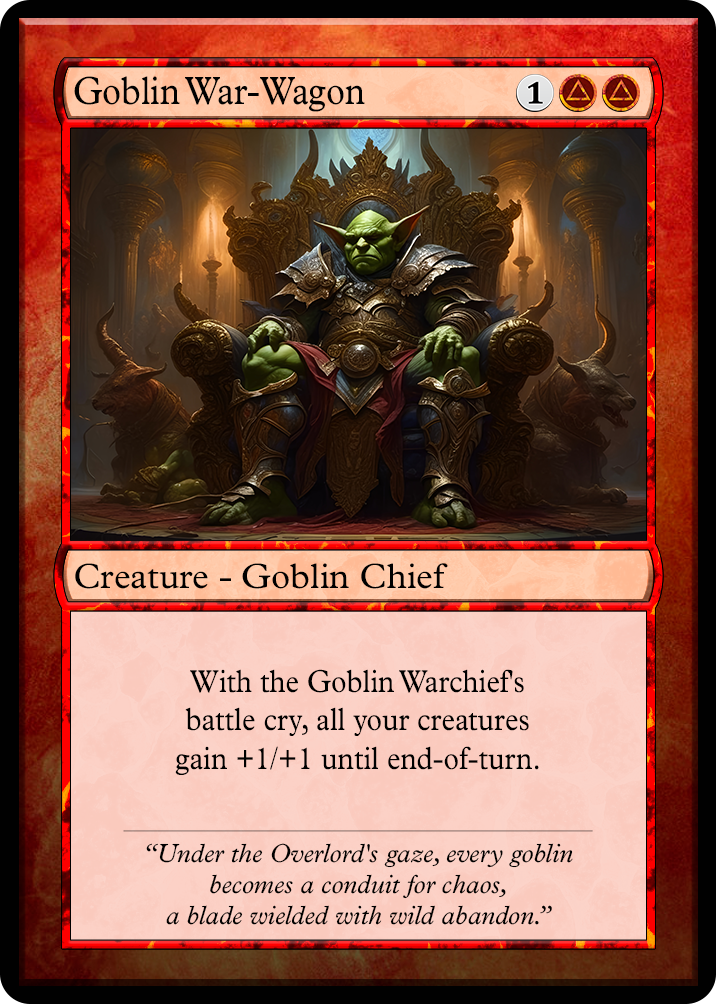 Goblin War-Wagon 1
Creature - Goblin Chief
With the Goblin Warchief's
battle cry, all your creatures
gain +1/+1 until end-of-turn.
“Under the Overlord's gaze, every goblin
becomes a conduit for chaos,
a blade wielded with wild abandon.”